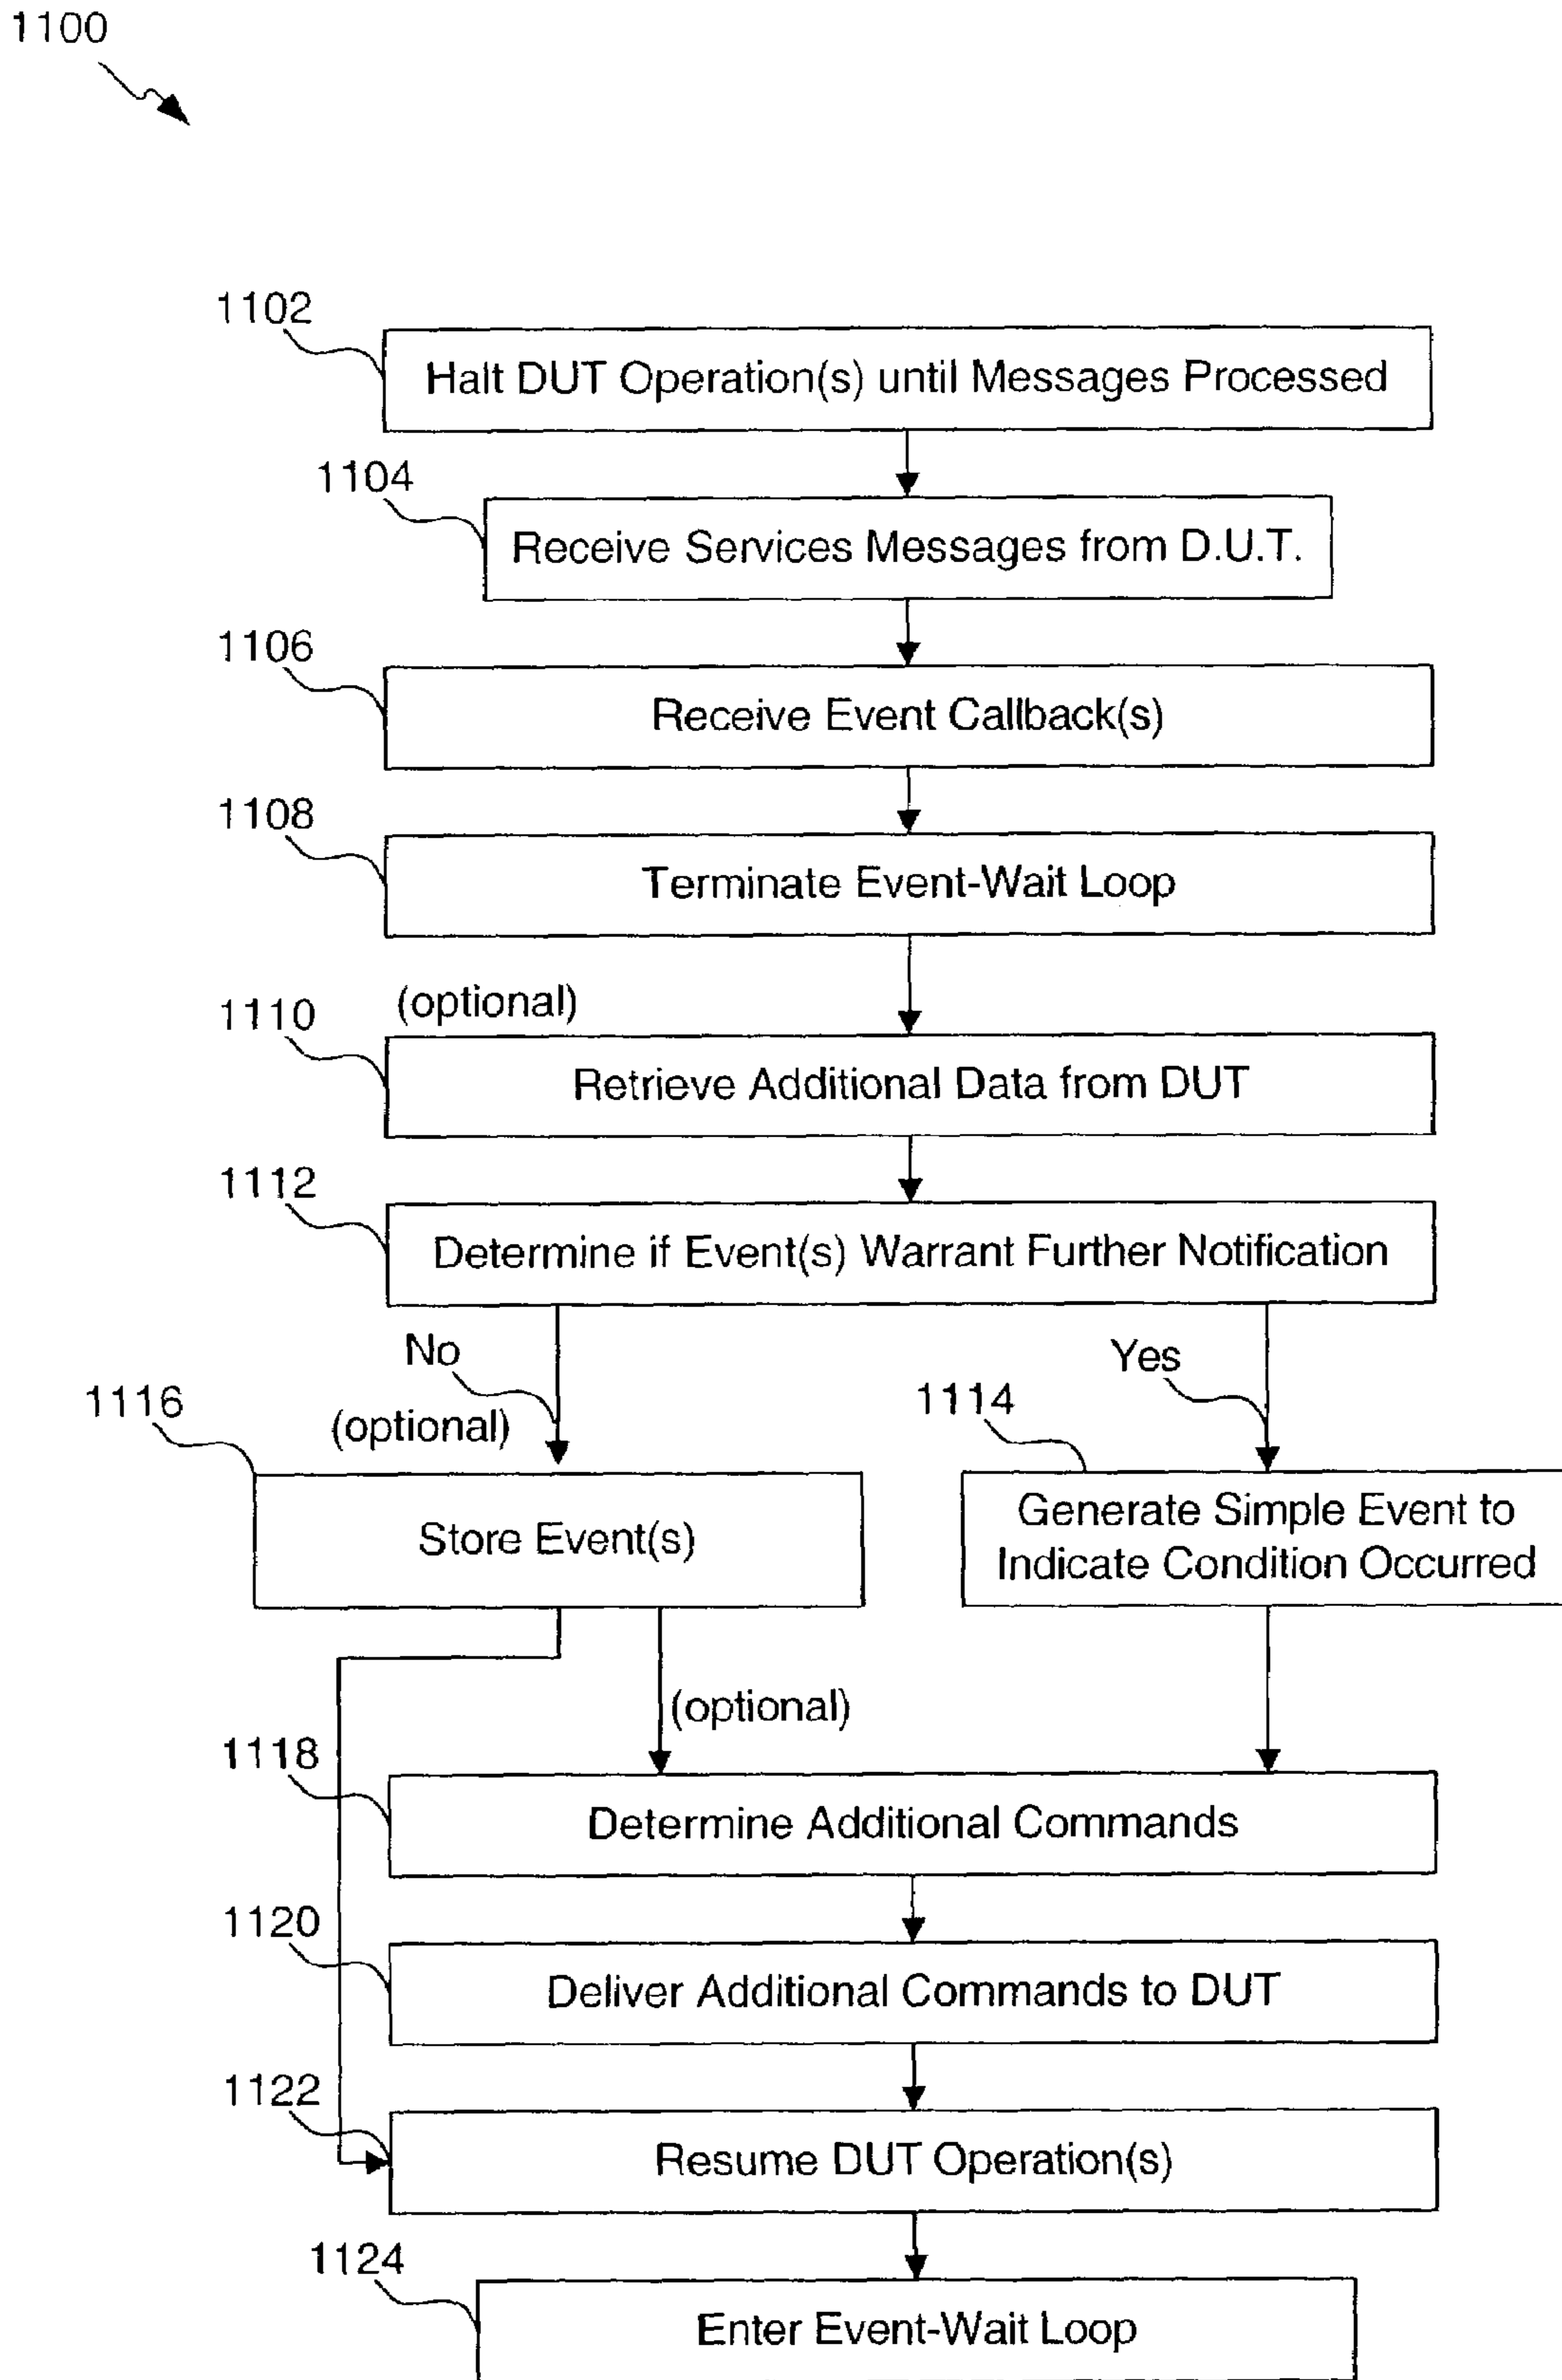 1100
1102
Halt DUT Operation(s) until Messages Processed
1104
Receive Services Messages from D.U.T.
1106
Receive Event Callback(s)
1108
Terminate Event-Wait Loop
1110
(optional)
Retrieve Additional Data from DUT
1112
Determine if Event(s) Warrant Further Notification
No
Yes
1116
(optional)
1114
Store Event(s)
Generate Simple Event to
Indicate Condition Occurred
(optional)
1118
Determine Additional Commands
1120
Deliver Additional Commands to DUT
1122
Resume DUT Operation(s)
1124
Enter Event-Wait Loop